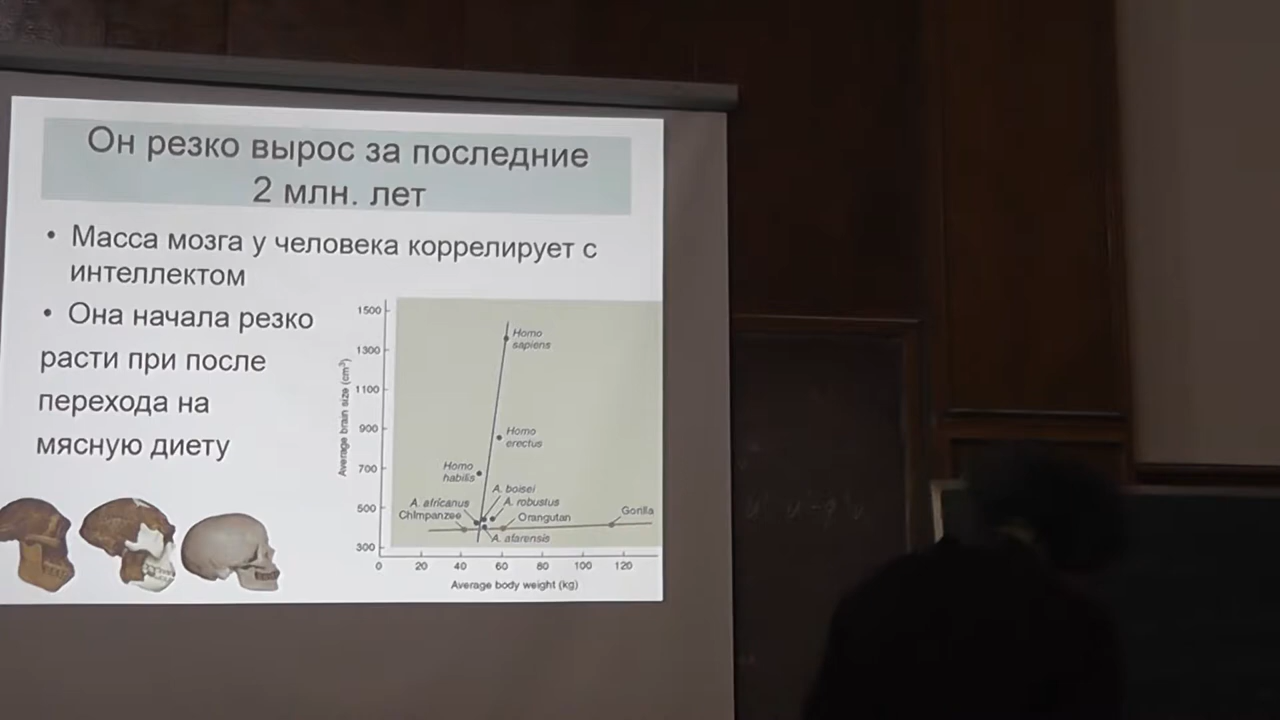 Он резко вырос за последние
2 млн. лет
• Масса мозга у человека коррелирует с
интеллектом
• Она начала резко
расти при после
перехода на
мясную диету
Average brain size (cm³)
1500
1300
1100
900
700
500
300
Homo
sapiens
Homo
erectus
Homo
habilis
A. boisei
A. africanus
A. robustus
Chimpanzee
Orangutan
Gorilla
A. afarensis
0 20 40 60 80 100 120
Average body weight (kg)